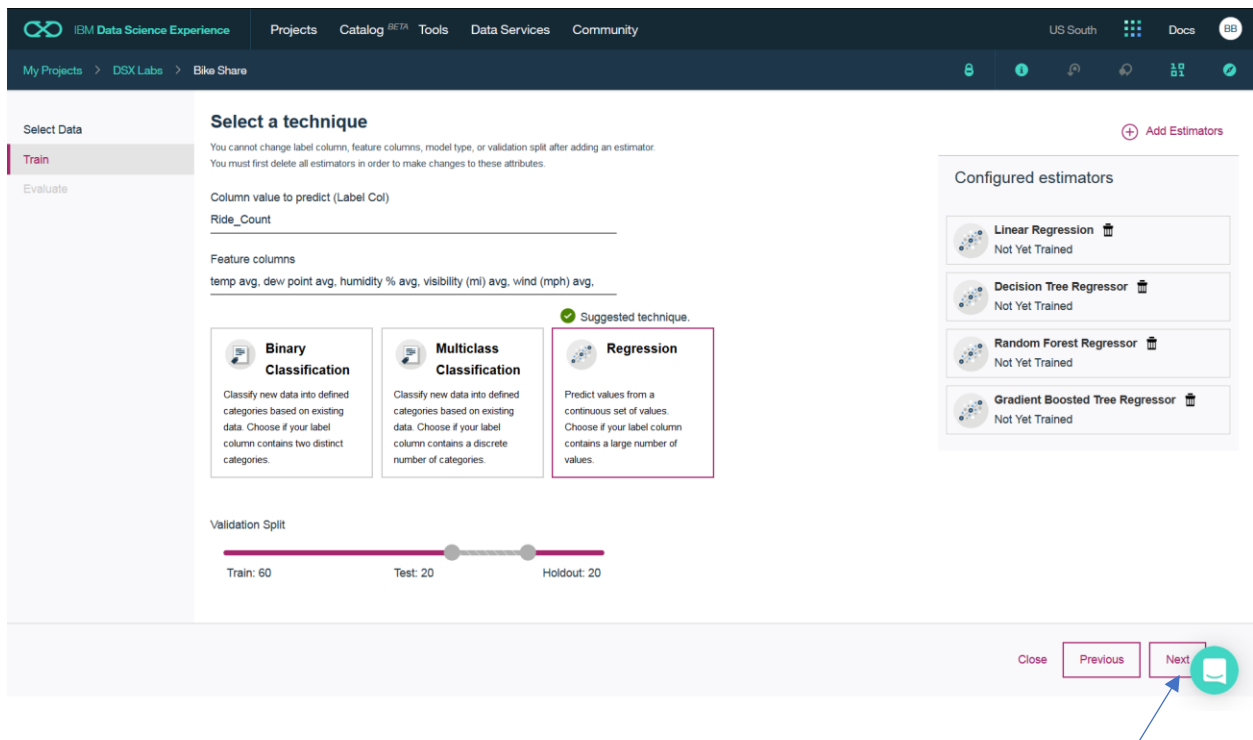 IBM Data Science Experience Projects Catalog BETA Tools Data Services Community US South Docs BB
My Projects > DSX Labs > Bike Share
Select Data
Train
Evaluate
Select a technique
You cannot change label column, feature columns, model type, or validation split after adding an estimator.
You must first delete all estimators in order to make changes to these attributes.
Column value to predict (Label Col)
Ride_Count
Feature columns
temp avg, dew point avg, humidity % avg, visibility (mi) avg, wind (mph) avg,
Suggested technique.
Binary
Classification
Classify new data into defined
categories based on existing
data. Choose if your label
column contains two distinct
categories.
Multiclass
Classification
Classify new data into defined
categories based on existing
data. Choose if your label
column contains a discrete
number of categories.
Regression
Predict values from a
continuous set of values.
Choose if your label column
contains a large number of
values.
Validation Split
Train: 60 Test: 20 Holdout: 20
Add Estimators
Configured estimators
Linear Regression
Not Yet Trained
Decision Tree Regressor
Not Yet Trained
Random Forest Regressor
Not Yet Trained
Gradient Boosted Tree Regressor
Not Yet Trained
Close Previous Next